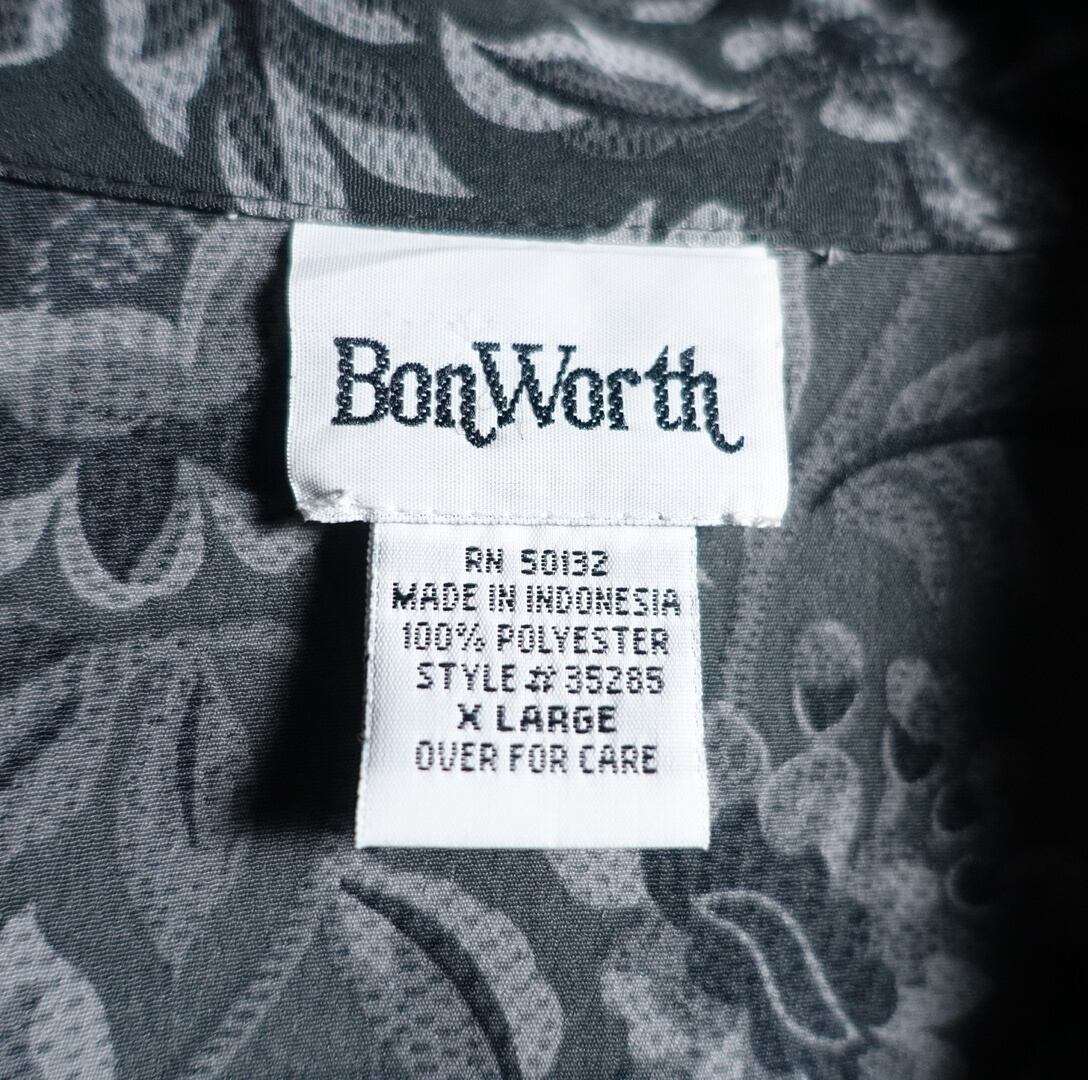 BonWorth
RN 50132
MADE IN INDONESIA
100% POLYESTER
STYLE # 35285
X LARGE
OVER FOR CARE